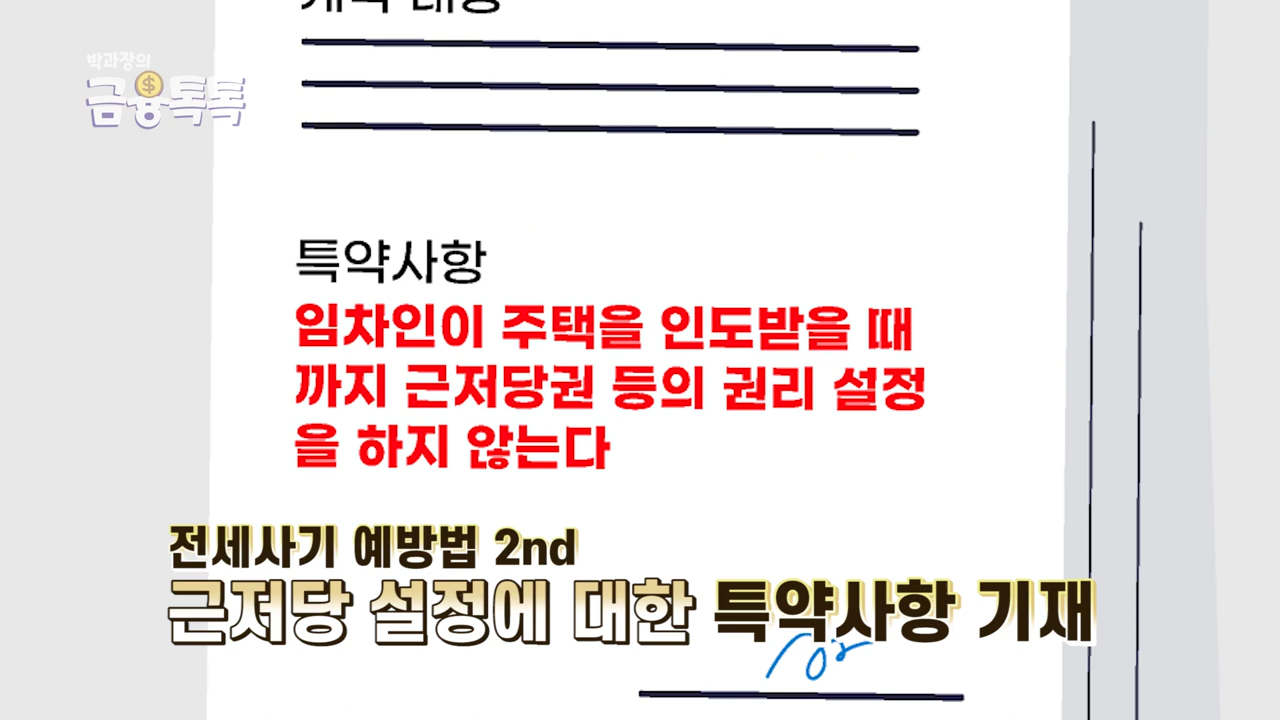 박과장의
금융톡톡
특약사항
임차인이 주택을 인도받을 때
까지 근저당권 등의 권리 설정
을 하지 않는다
전세사기 예방법 2nd
근저당 설정에 대한 특약사항 기재